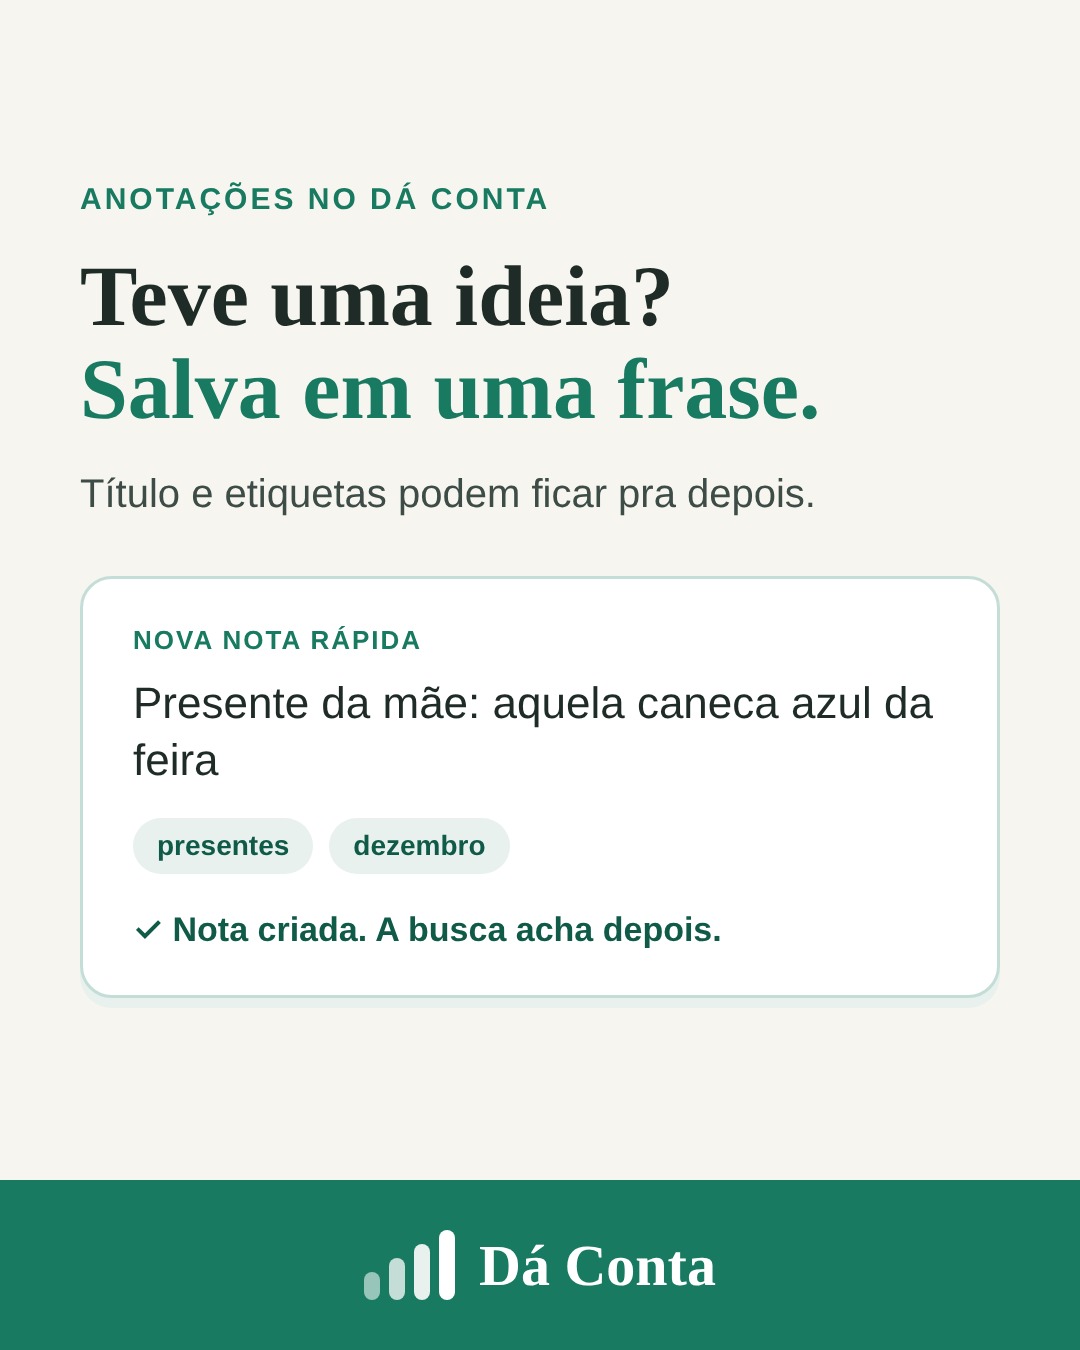 ANOTAÇÕES NO DÁ CONTA
Teve uma ideia?
Salva em uma frase.
Título e etiquetas podem ficar pra depois.
NOVA NOTA RÁPIDA
Presente da mãe: aquela caneca azul da
feira
presentes dezembro
✓ Nota criada. A busca acha depois.
Dá Conta